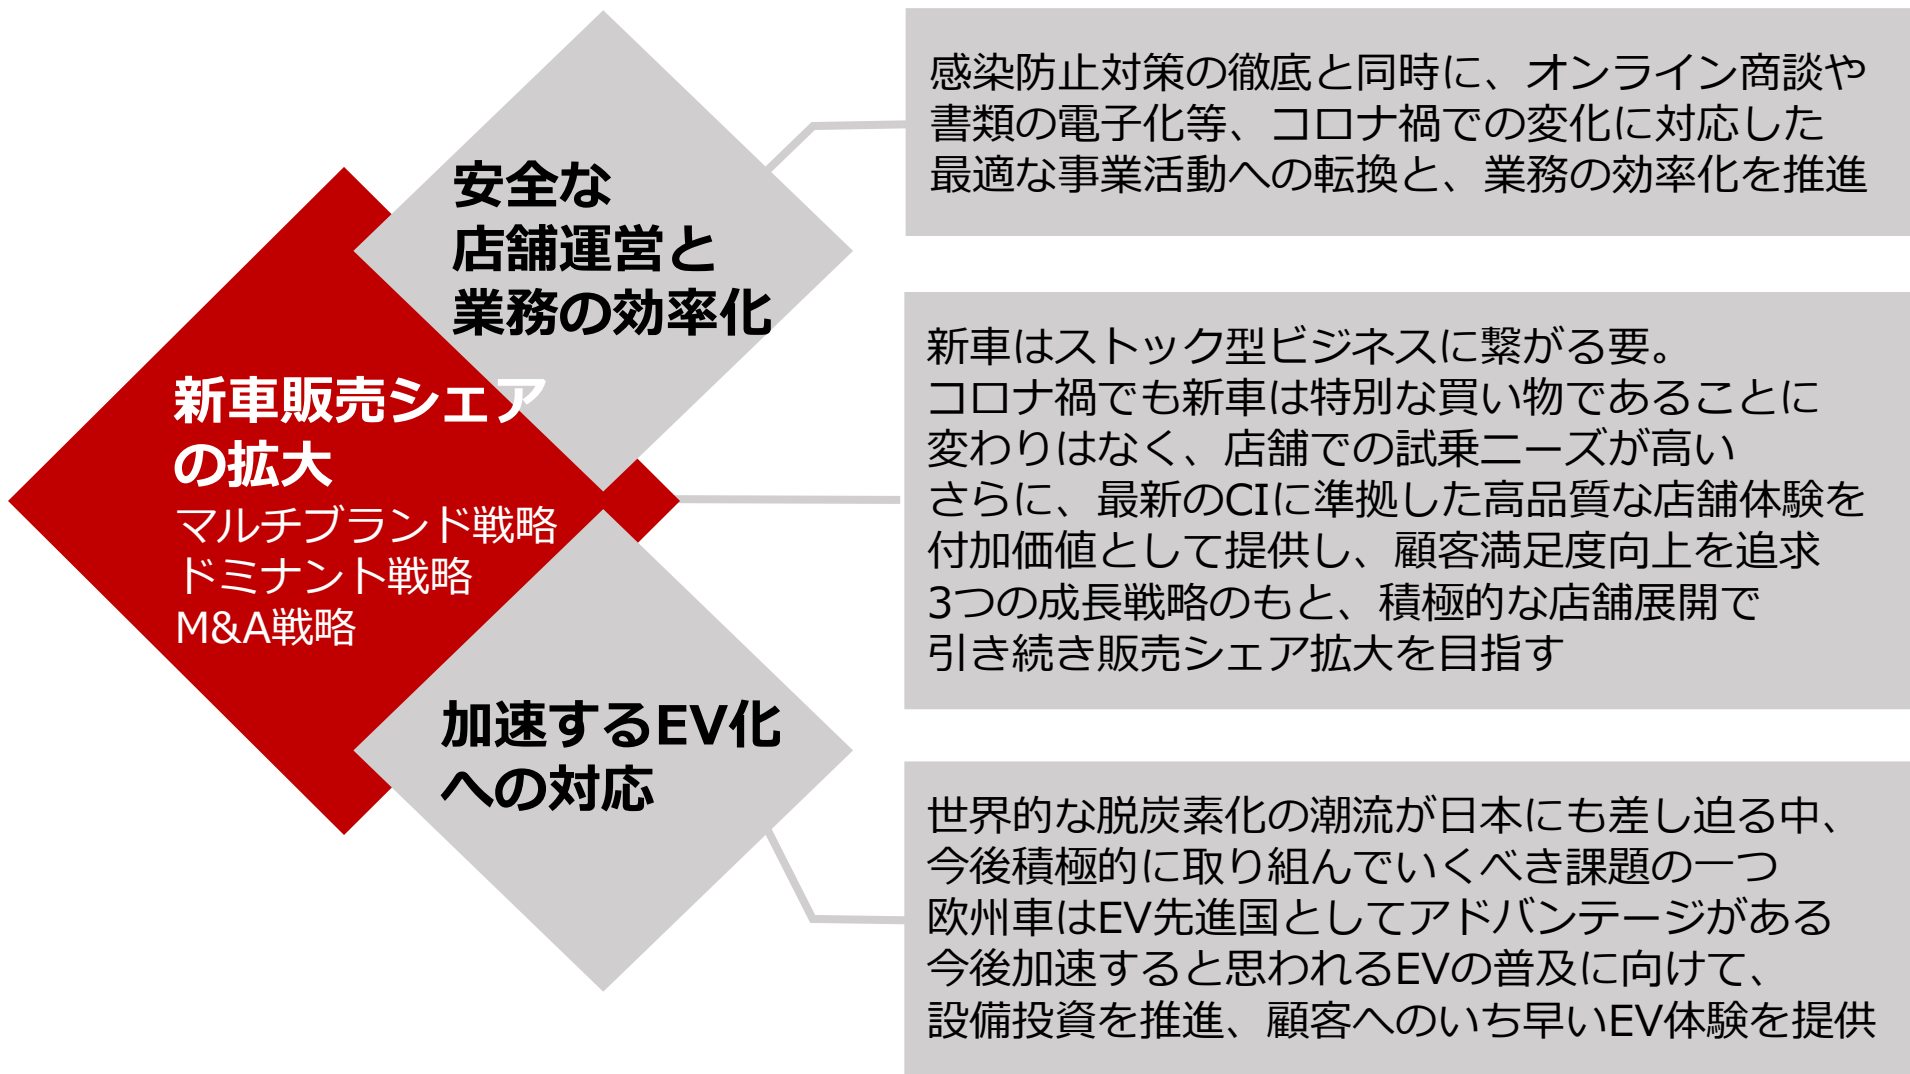 安全な
店舗運営と
業務の効率化
感染防止対策の徹底と同時に、オンライン商談や
書類の電子化等、コロナ禍での変化に対応した
最適な事業活動への転換と、業務の効率化を推進
新車販売シェア
の拡大
マルチブランド戦略
ドミナント戦略
M&A戦略
新車はストック型ビジネスに繋がる要。
コロナ禍でも新車は特別な買い物であることに
変わりはなく、店舗での試乗ニーズが高い
さらに、最新のCIに準拠した高品質な店舗体験を
付加価値として提供し、顧客満足度向上を追求
3つの成長戦略のもと、積極的な店舗展開で
引き続き販売シェア拡大を目指す
加速するEV化
への対応
世界的な脱炭素化の潮流が日本にも差し迫る中、
今後積極的に取り組んでいくべき課題の一つ
欧州車はEV先進国としてアドバンテージがある
今後加速すると思われるEVの普及に向けて、
設備投資を推進、顧客へのいち早いEV体験を提供